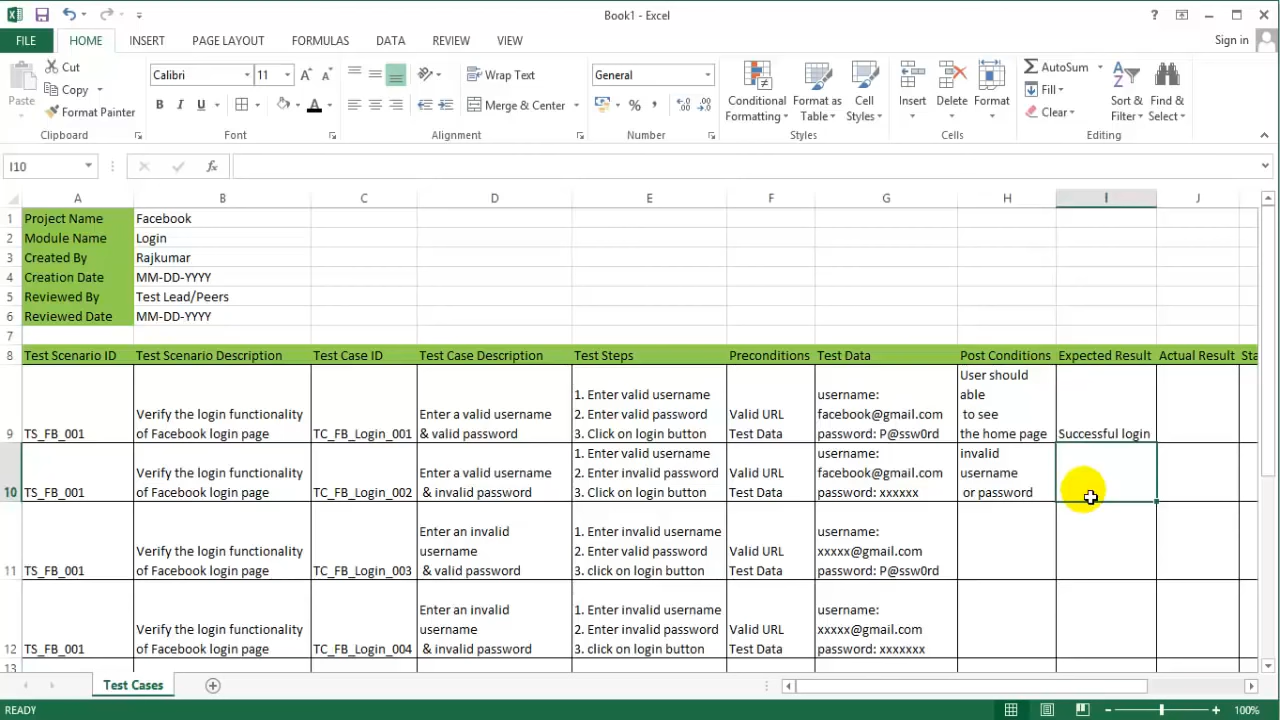 Book1 - Excel
?
FILE
HOME
INSERT
PAGE LAYOUT
FORMULAS
DATA
REVIEW
VIEW
Sign in
Paste
Cut
Copy
Format Painter
Clipboard
Calibri
11
B I U
Font
Wrap Text
Merge & Center
Alignment
General
%
Number
Conditional
Formatting
Format as
Table
Cell
Styles
Styles
Insert
Delete
Format
Cells
AutoSum
Fill
Clear
Sort &
Filter
Find &
Select
Editing
I10
fx
A B C D E F G H I J
1 Project Name Facebook
2 Module Name Login
3 Created By Rajkumar
4 Creation Date MM-DD-YYYY
5 Reviewed By Test Lead/Peers
6 Reviewed Date MM-DD-YYYY
7
8 Test Scenario ID Test Scenario Description Test Case ID Test Case Description Test Steps Preconditions Test Data Post Conditions Expected Result Actual Result Sta
9
TS_FB_001
Verify the login functionality
of Facebook login page
TC_FB_Login_001
Enter a valid username
& valid password
1. Enter valid username
2. Enter valid password
3. Click on login button
Valid URL
Test Data
username:
facebook@gmail.com
password: P@ssw0rd
User should
able
to see
the home page
Successful login
10
TS_FB_001
Verify the login functionality
of Facebook login page
TC_FB_Login_002
Enter a valid username
& invalid password
1. Enter valid username
2. Enter invalid password
3. Click on login button
Valid URL
Test Data
username:
facebook@gmail.com
password: xxxxxx
invalid
username
or password
11
TS_FB_001
Verify the login functionality
of Facebook login page
TC_FB_Login_003
Enter an invalid
username
& valid password
1. Enter invalid username
2. Enter valid password
3. click on login button
Valid URL
Test Data
username:
xxxxx@gmail.com
password: P@ssw0rd
12
TS_FB_001
Verify the login functionality
of Facebook login page
TC_FB_Login_004
Enter an invalid
username
& invalid password
1. Enter invalid username
2. Enter invalid password
3. click on login button
Valid URL
Test Data
username:
xxxxx@gmail.com
password: xxxxxxx
13
Test Cases
READY
100%